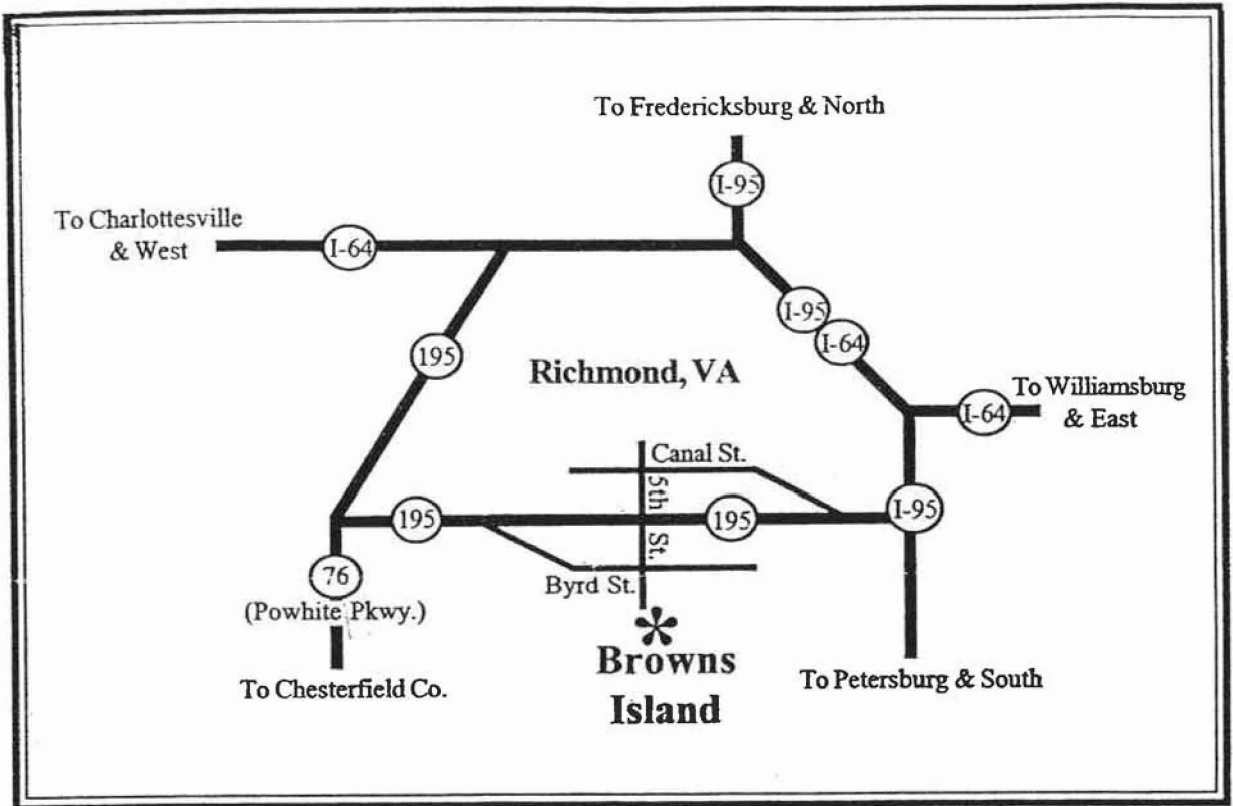 To Fredericksburg & North
I-95
To Charlottesville
& West
I-64
I-95
I-64
195
Richmond, VA
To Williamsburg
& East
I-64
Canal St.
5th St.
195
195
I-95
76
(Powhite Pkwy.)
Byrd St.
To Chesterfield Co.
Browns
Island
To Petersburg & South